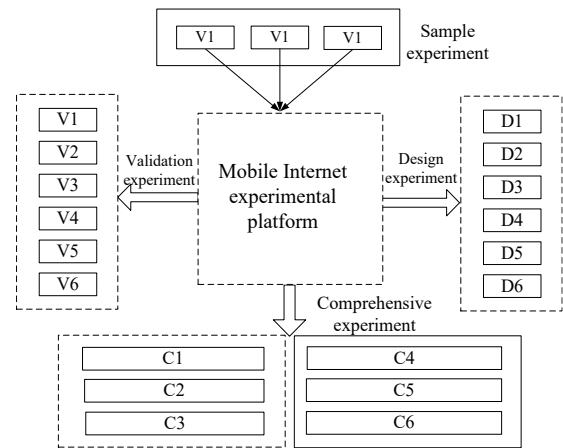 V1 V1 V1
Sample
experiment
V1
V2
V3
V4
V5
V6
Validation
experiment
Mobile Internet
experimental
platform
Design
experiment
D1
D2
D3
D4
D5
D6
Comprehensive
experiment
C1
C2
C3
C4
C5
C6